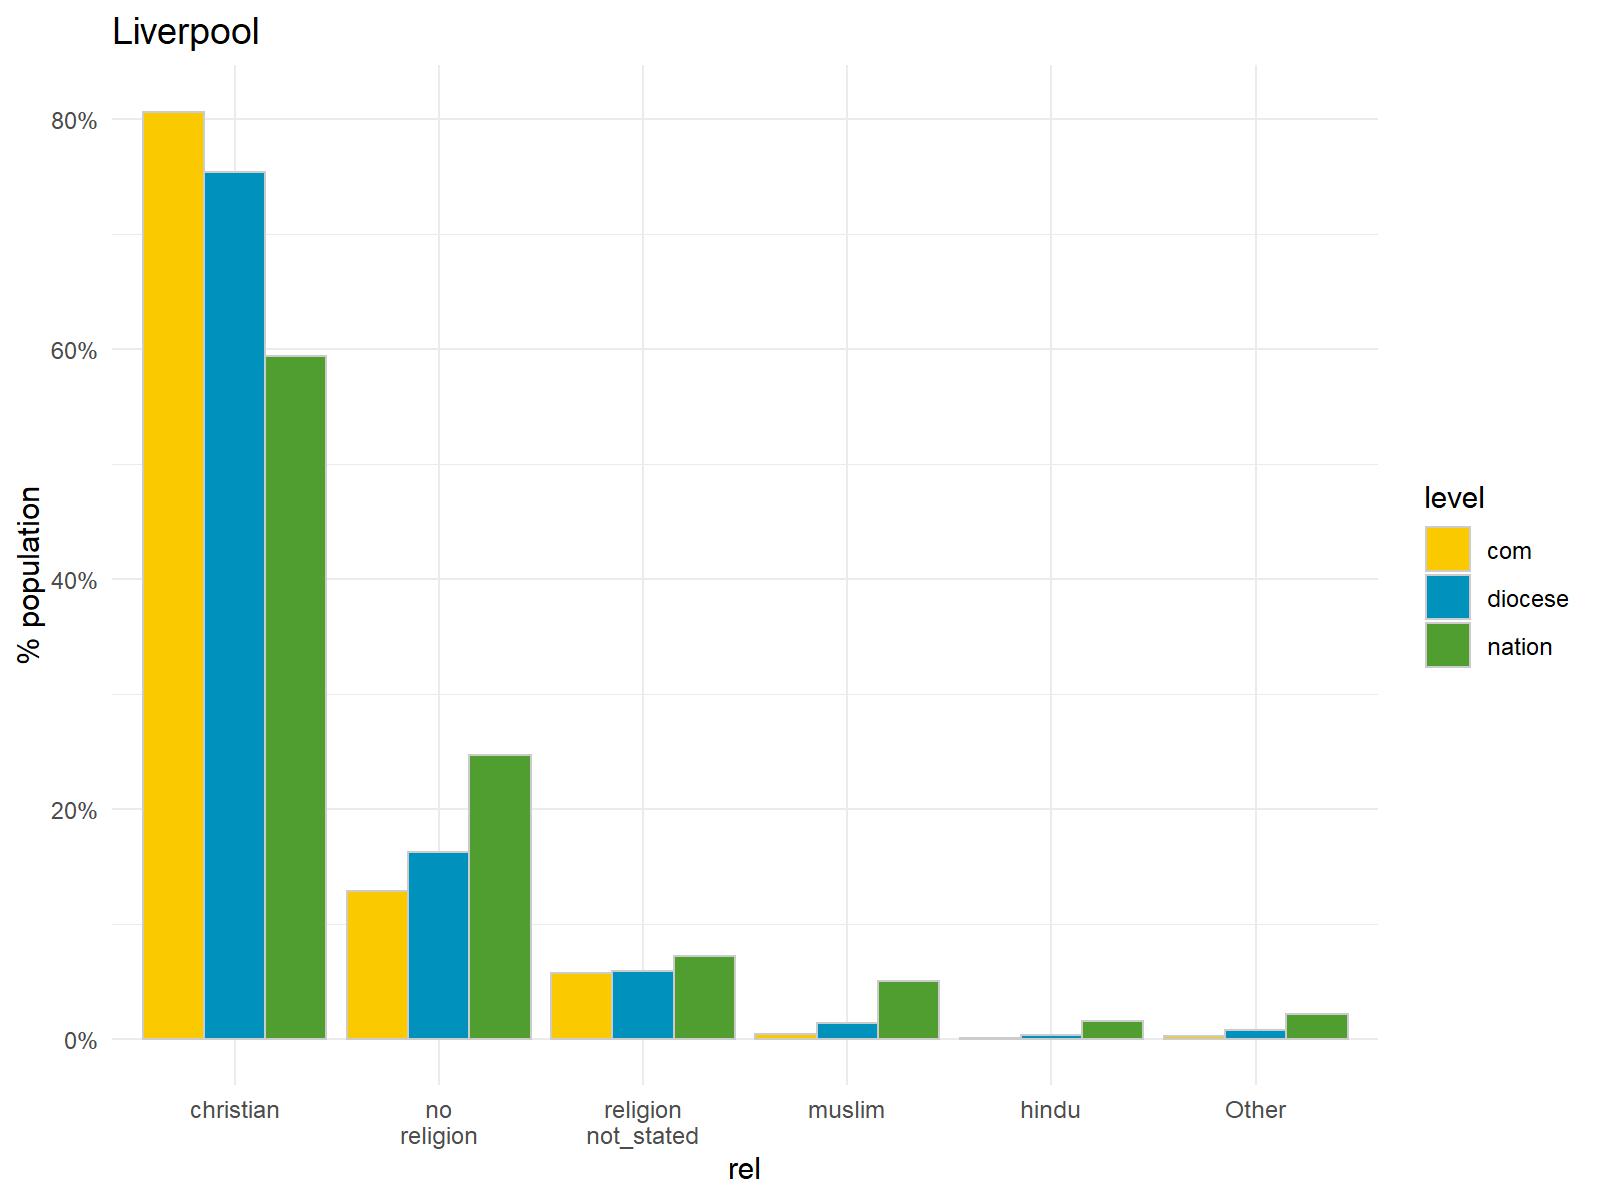 Liverpool
% population
80%
60%
40%
20%
0%
christian
no
religion
religion
not_stated
muslim
hindu
Other
rel
level
com
diocese
nation